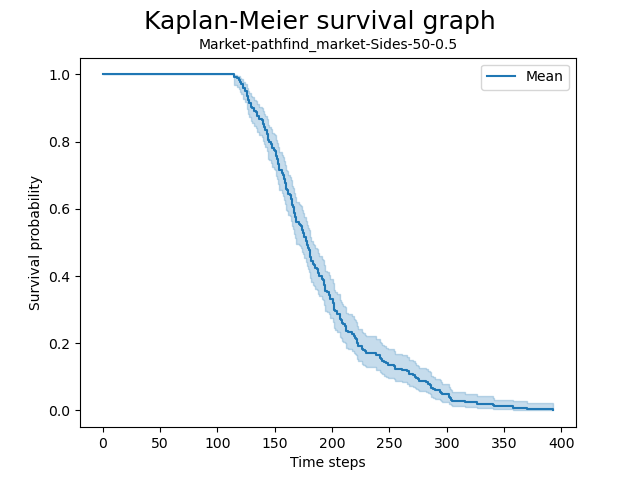 Kaplan-Meier survival graph
Market-pathfind_market-Sides-50-0.5
Mean
Survival probability
1.0
0.8
0.6
0.4
0.2
0.0
0 50 100 150 200 250 300 350 400
Time steps